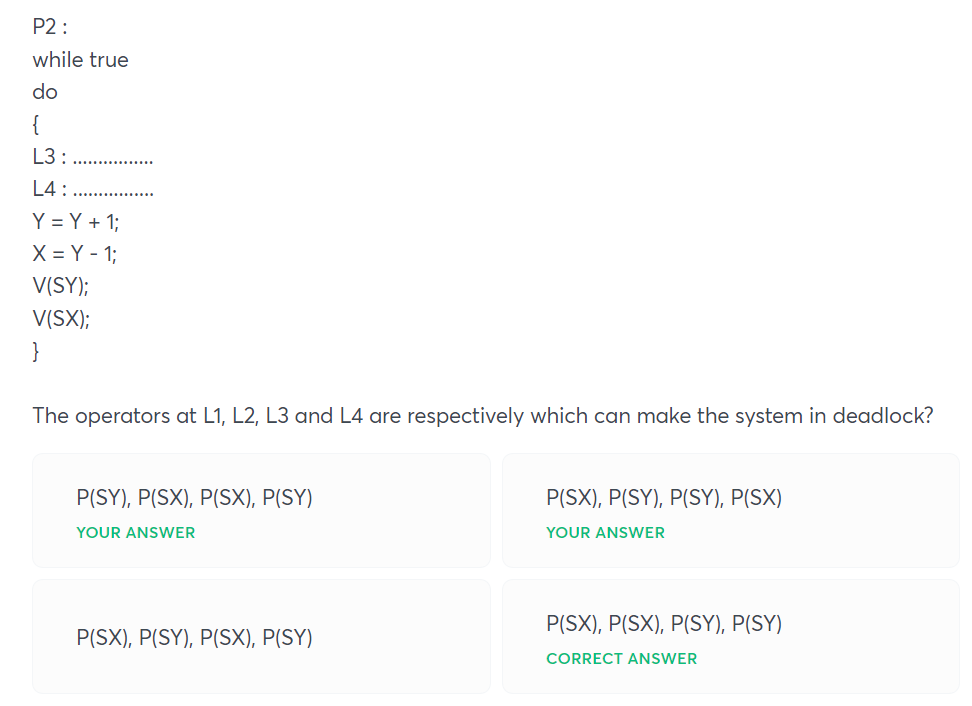 P2 :
while true
do
{
L3 : ................
L4 : ................
Y = Y + 1;
X = Y - 1;
V(SY);
V(SX);
}
The operators at L1, L2, L3 and L4 are respectively which can make the system in deadlock?
P(SY), P(SX), P(SX), P(SY)
YOUR ANSWER
P(SX), P(SY), P(SY), P(SX)
YOUR ANSWER
P(SX), P(SY), P(SX), P(SY)
P(SX), P(SX), P(SY), P(SY)
CORRECT ANSWER